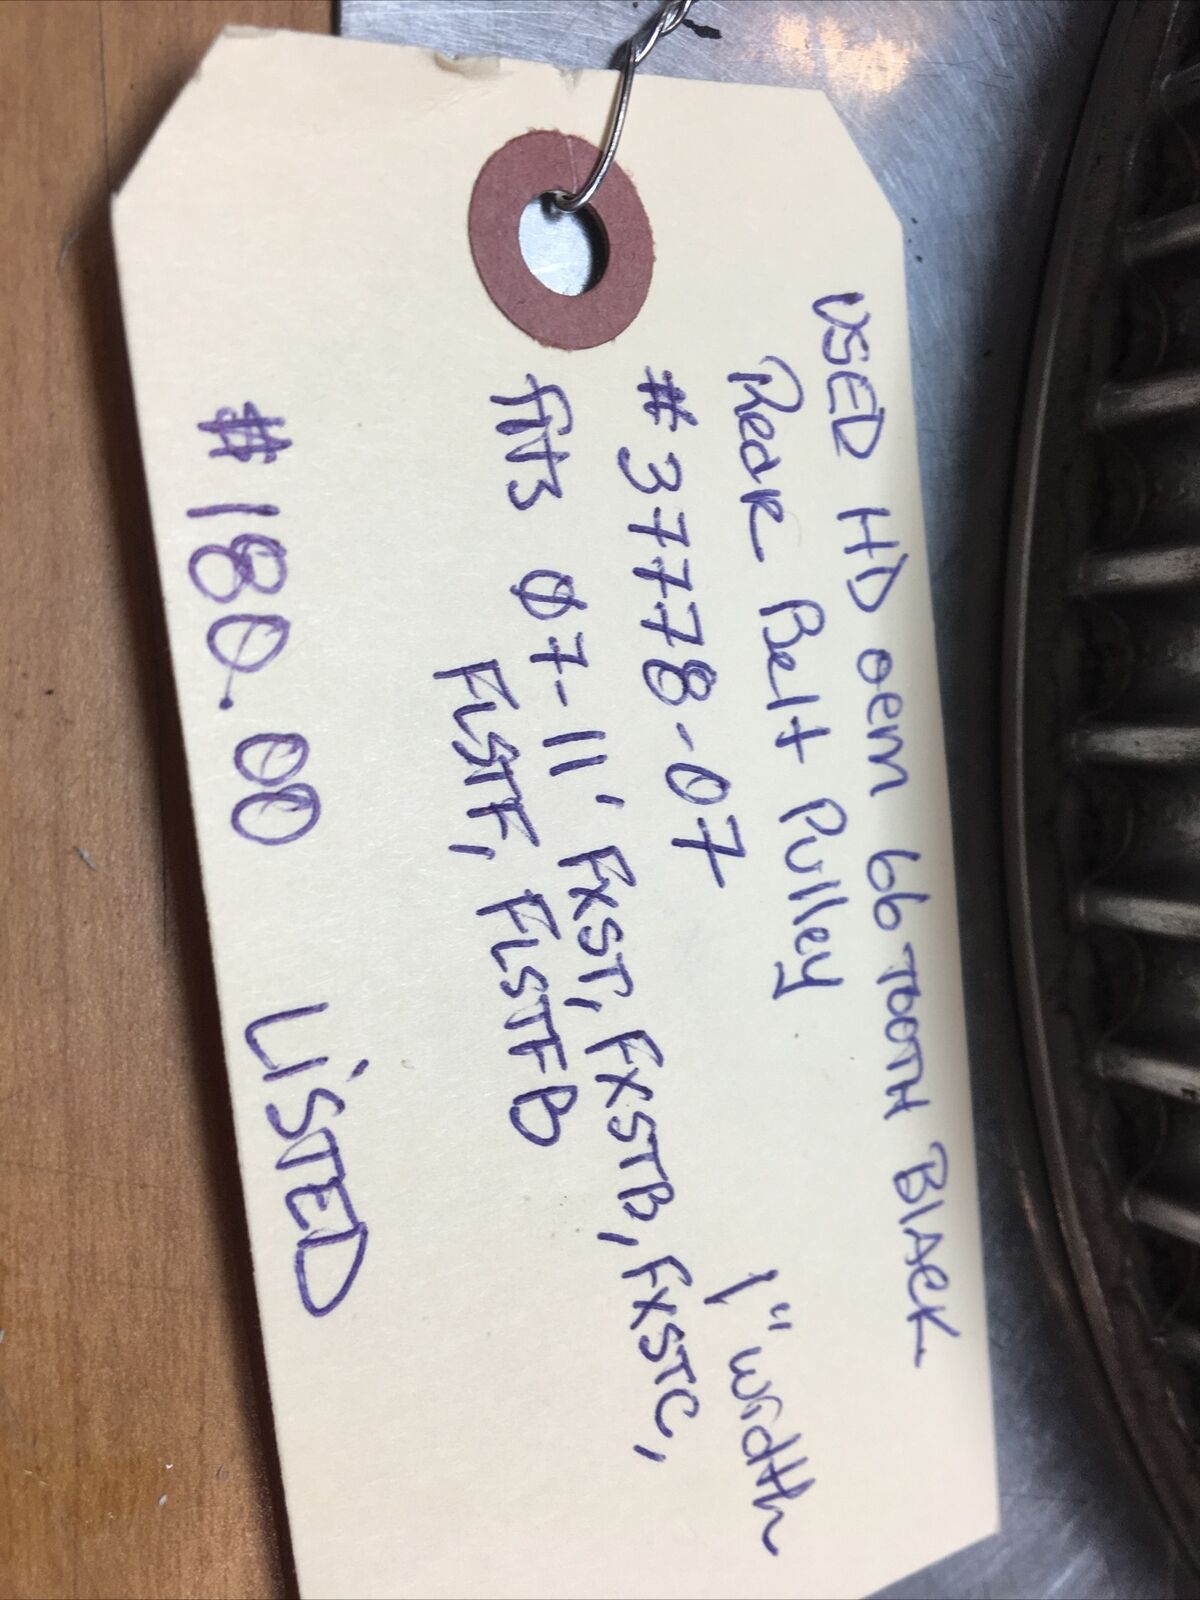 USED HD oem 66 TOOTH BLACK
Rear Belt Pulley
1" width
#37778-07
fits 07-11', FXST, FXSTB, FXSTC,
FLSTF, FLSTFB
#180.00 LiSTED